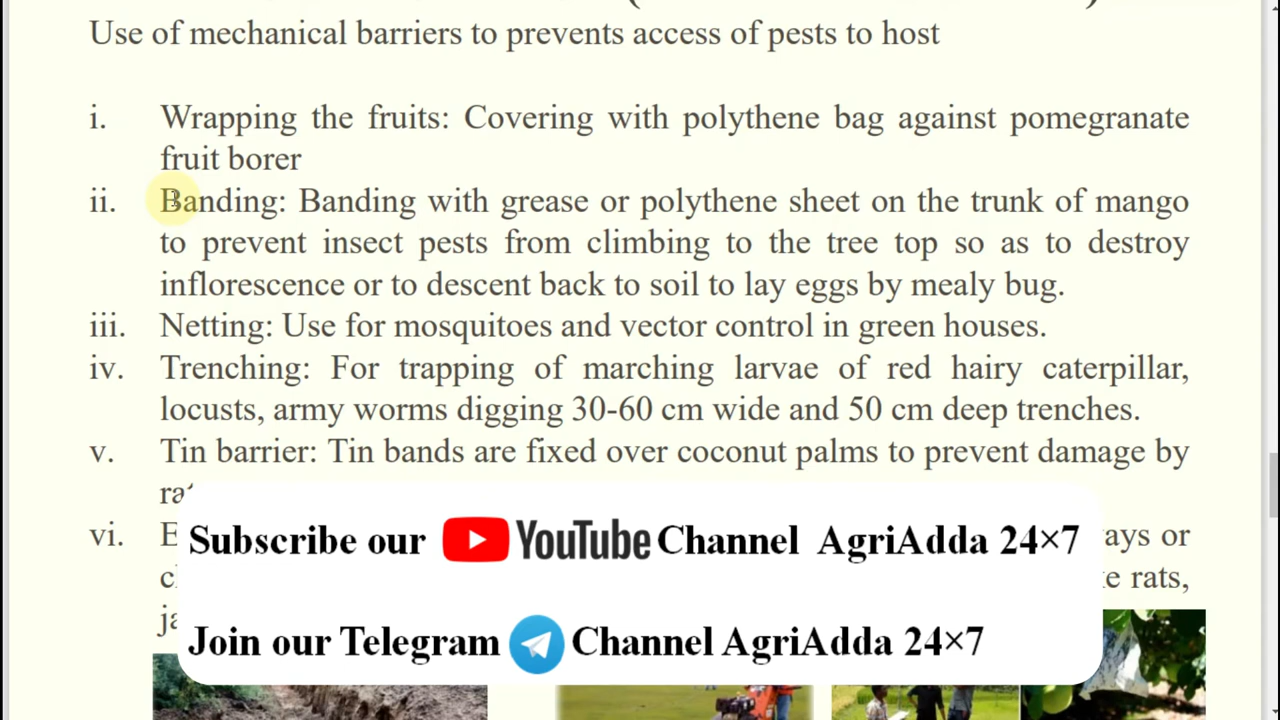 Use of mechanical barriers to prevents access of pests to host
i. Wrapping the fruits: Covering with polythene bag against pomegranate
fruit borer
ii. Banding: Banding with grease or polythene sheet on the trunk of mango
to prevent insect pests from climbing to the tree top so as to destroy
inflorescence or to descent back to soil to lay eggs by mealy bug.
iii. Netting: Use for mosquitoes and vector control in green houses.
iv. Trenching: For trapping of marching larvae of red hairy caterpillar,
locusts, army worms digging 30-60 cm wide and 50 cm deep trenches.
v. Tin barrier: Tin bands are fixed over coconut palms to prevent damage by
vi. or
rats,
Subscribe our YouTube Channel AgriAdda 24×7
Join our Telegram Channel AgriAdda 24×7